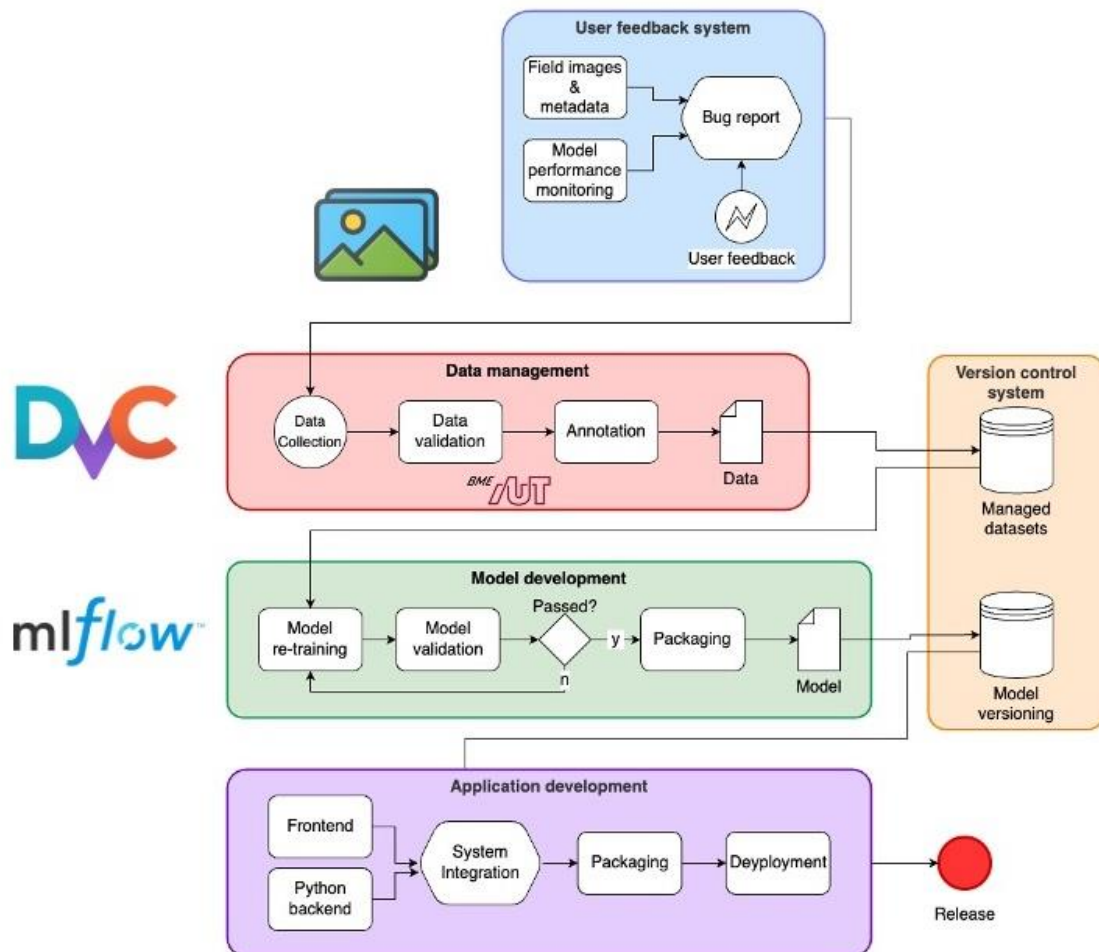 User feedback system
Field images
&
metadata
Bug report
Model
performance
monitoring
User feedback
DVC
Data management
Data
Collection
Data
validation
Annotation
Data
BME AUT
Version control
system
Managed
datasets
mlflow™
Model development
Passed?
Model
re-training
Model
validation
y
n
Packaging
Model
Model
versioning
Application development
Frontend
Python
backend
System
Integration
Packaging
Deyployment
Release